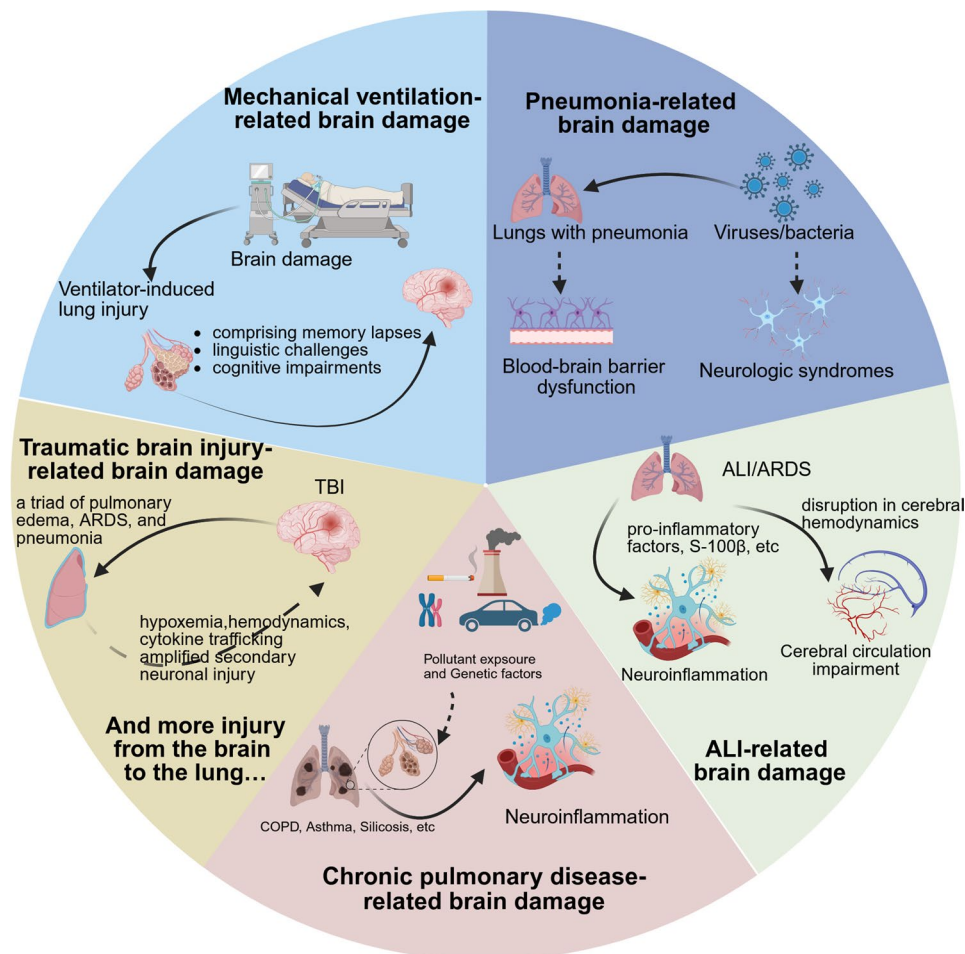 Mechanical ventilation-
related brain damage
Brain damage
Ventilator-induced
lung injury
• comprising memory lapses
• linguistic challenges
• cognitive impairments
Pneumonia-related
brain damage
Lungs with pneumonia
Viruses/bacteria
Blood-brain barrier
dysfunction
Neurologic syndromes
Traumatic brain injury-
related brain damage
a triad of pulmonary
edema, ARDS, and
pneumonia
TBI
hypoxemia,hemodynamics,
cytokine trafficking
amplified secondary
neuronal injury
And more injury
from the brain
to the lung...
ALI/ARDS
pro-inflammatory
factors, S-100β, etc
disruption in cerebral
hemodynamics
Neuroinflammation
Cerebral circulation
impairment
ALI-related
brain damage
Pollutant expsoure
and Genetic factors
COPD, Asthma, Silicosis, etc
Neuroinflammation
Chronic pulmonary disease-
related brain damage